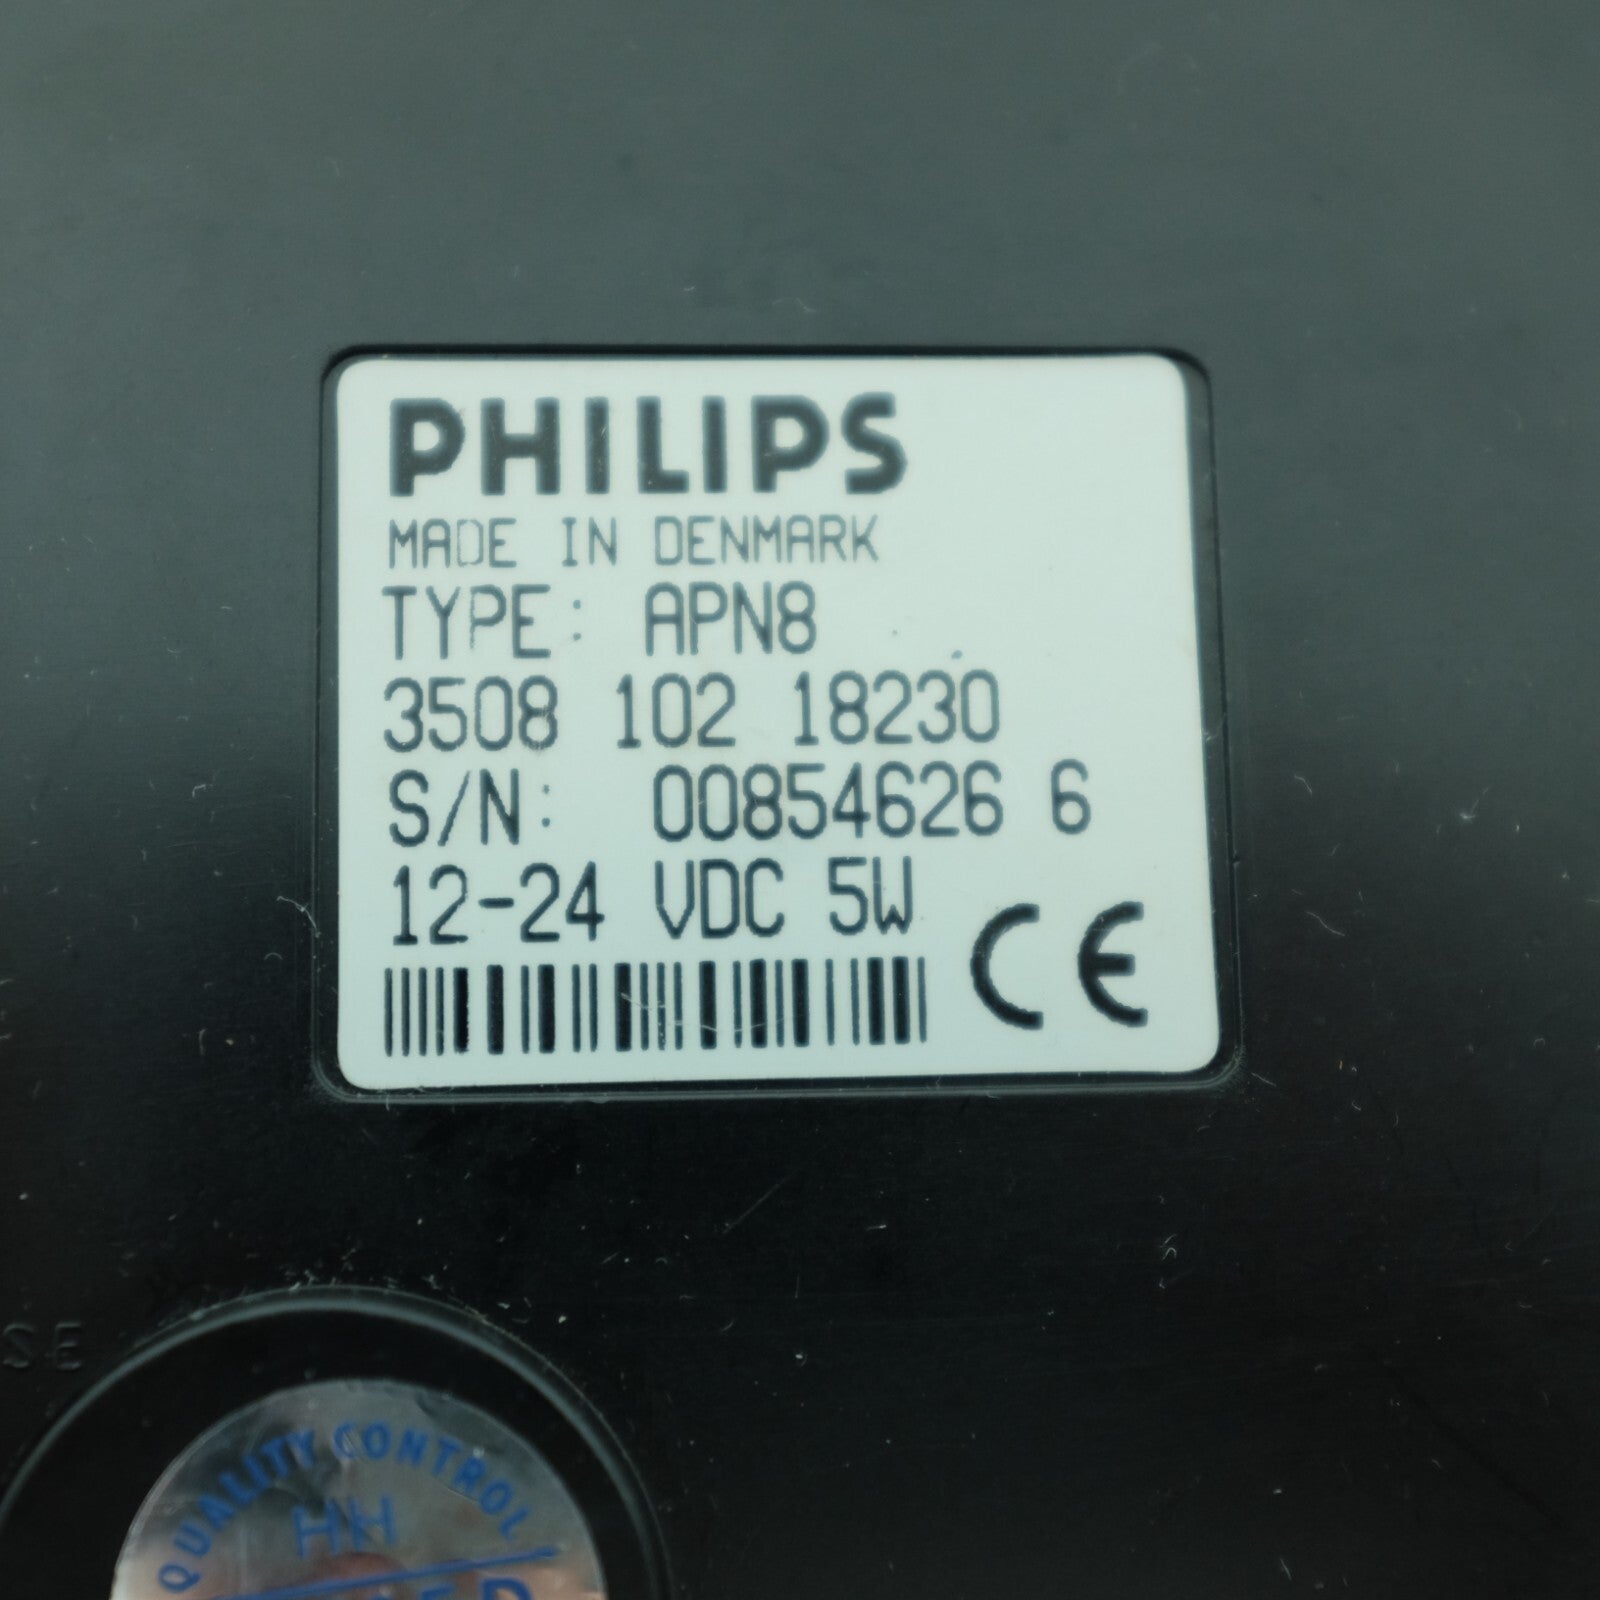 PHILIPS
MADE IN DENMARK
TYPE: APN8
3508 102 18230
S/N: 00854626 6
12-24 VDC 5W
CE
SE
QUALITY CONTROL
HH